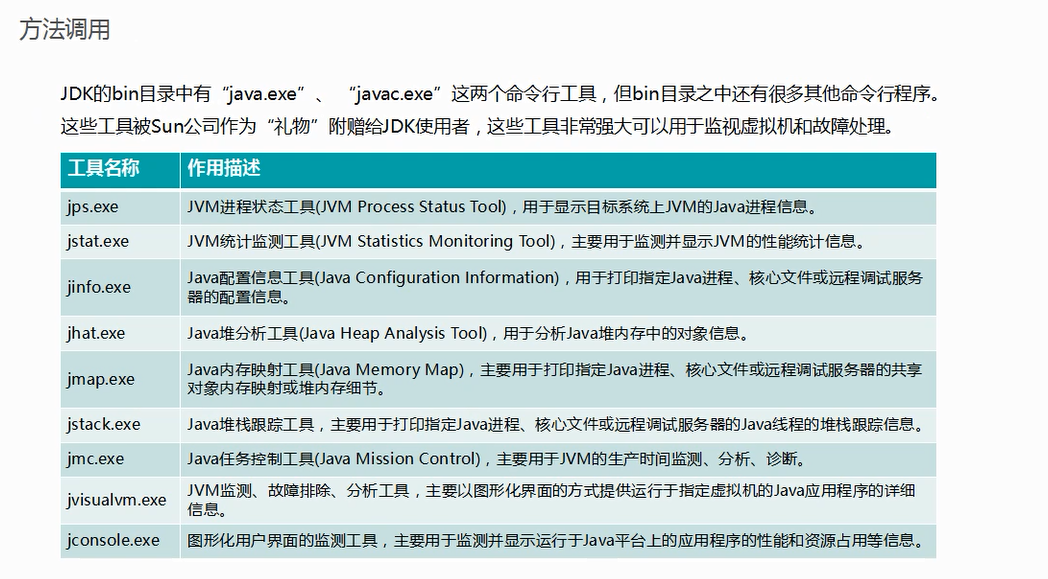 方法调用
JDK的bin目录中有“java.exe”、 “javac.exe”这两个命令行工具，但bin目录之中还有很多其他命令行程序。
这些工具被Sun公司作为“礼物”附赠给JDK使用者，这些工具非常强大可以用于监视虚拟机和故障处理。
工具名称 作用描述
jps.exe JVM进程状态工具(JVM Process Status Tool)，用于显示目标系统上JVM的Java进程信息。
jstat.exe JVM统计监测工具(JVM Statistics Monitoring Tool)，主要用于监测并显示JVM的性能统计信息。
jinfo.exe Java配置信息工具(Java Configuration Information)，用于打印指定Java进程、核心文件或远程调试服务
器的配置信息。
jhat.exe Java堆分析工具(Java Heap Analysis Tool)，用于分析Java堆内存中的对象信息。
jmap.exe Java内存映射工具(Java Memory Map)，主要用于打印指定Java进程、核心文件或远程调试服务器的共享
对象内存映射或堆内存细节。
jstack.exe Java堆栈跟踪工具，主要用于打印指定Java进程、核心文件或远程调试服务器的Java线程的堆栈跟踪信息。
jmc.exe Java任务控制工具(Java Mission Control)，主要用于JVM的生产时间监测、分析、诊断。
jvisualvm.exe JVM监测、故障排除、分析工具，主要以图形化界面的方式提供运行于指定虚拟机的Java应用程序的详细
信息。
jconsole.exe 图形化用户界面的监测工具，主要用于监测并显示运行于Java平台上的应用程序的性能和资源占用等信息。